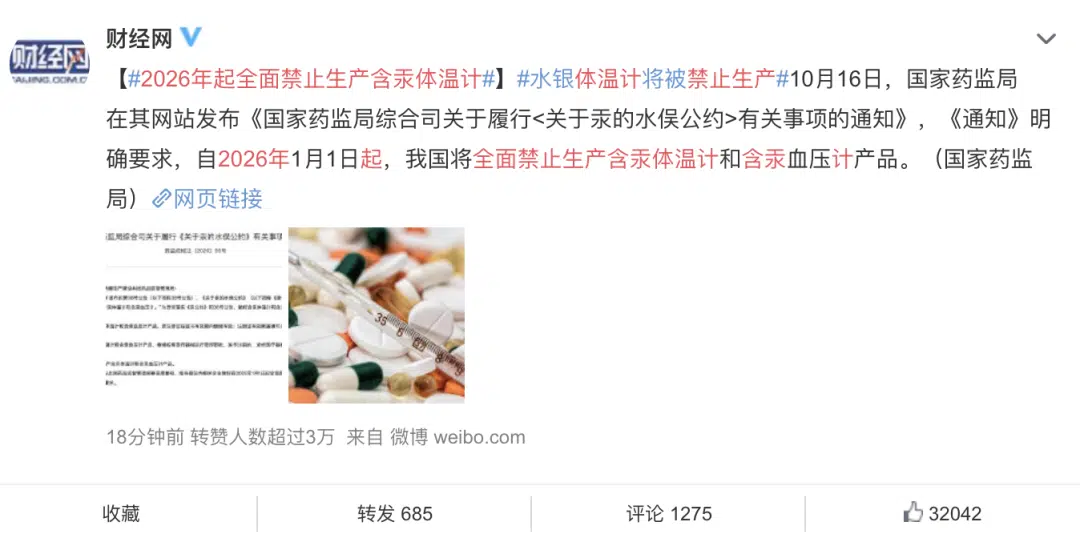 财经网
财经网
AIJING.COM.C
【#2026年起全面禁止生产含汞体温计#】#水银体温计将被禁止生产#10月16日，国家药监局
在其网站发布《国家药监局综合司关于履行<关于汞的水俣公约>有关事项的通知》，《通知》明
确要求，自2026年1月1日起，我国将全面禁止生产含汞体温计和含汞血压计产品。（国家药监
局）网页链接
监局综合司关于履行《关于汞的水俣公约》有关事项
35
18分钟前 转赞人数超过3万 来自 微博 weibo.com
收藏 转发 685 评论 1275 32042